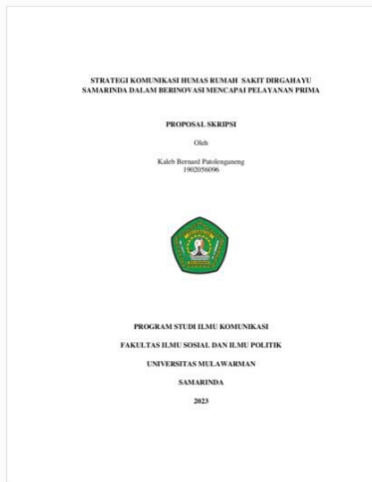 STRATEGI KOMUNIKASI HUMAS RUMAH SAKIT DIRGAHAYU
SAMARINDA DALAM BERINOVASI MENCAPAI PELAYANAN PRIMA
PROPOSAL SKRIPSI
Oleh
Kaleb Bernard Patolenganeng
1902056096
PROGRAM STUDI ILMU KOMUNIKASI
FAKULTAS ILMU SOSIAL DAN ILMU POLITIK
UNIVERSITAS MULAWARMAN
SAMARINDA
2023